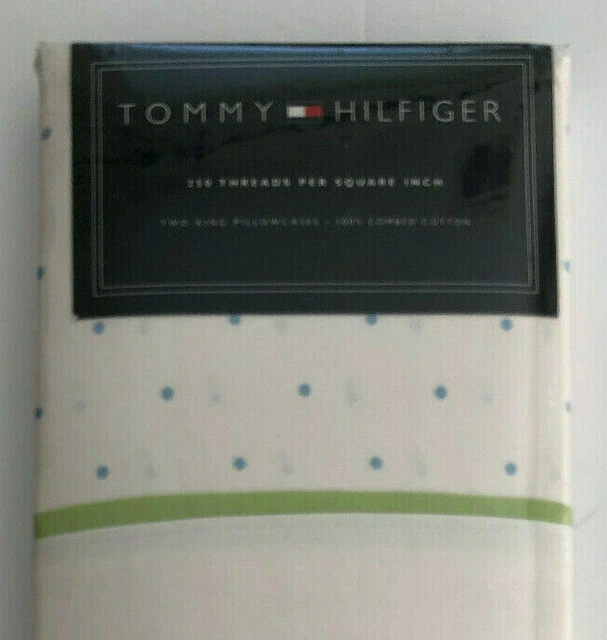 TOMMY HILFIGER
250 THREADS PER SQUARE INCH
TWO KING PILLOWCASES - 100% COMBED COTTON